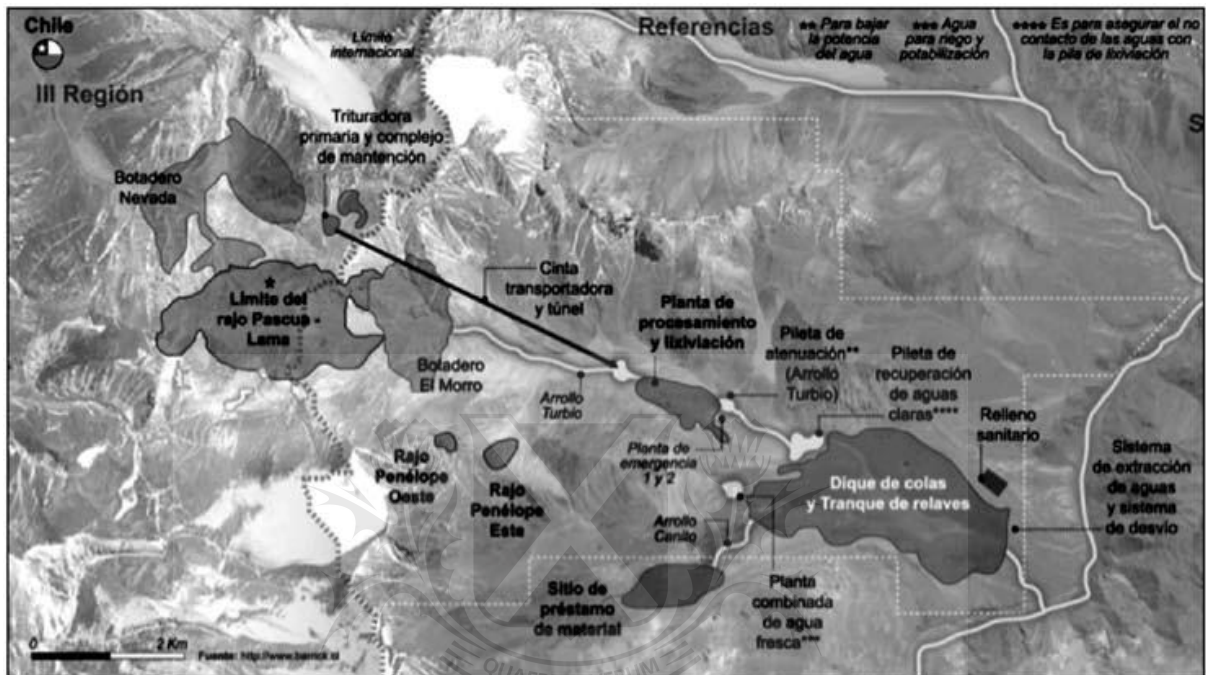 Chile
III Región
Límite
internacional
Referencias
** Para bajar
la potencia
del agua
*** Agua
para riego y
potabilización
**** Es para asegurar el no
contacto de las aguas con
la pila de lixiviación
S
Trituradora
primaria y complejo
de mantención
Botadero
Nevada
*
Límite del
rajo Pascua -
Lama
Cinta
transportadora
y túnel
Botadero
El Morro
Planta de
procesamiento
y lixiviación
Pileta de
atenuación**
(Arrollo
Turbio)
Pileta de
recuperación
de aguas
claras****
Arrollo
Turbio
Relleno
sanitario
Rajo
Penélope
Oeste
Rajo
Penélope
Este
Planta de
emergencia
1 y 2
Dique de colas
y Tranque de relaves
Sistema
de extracción
de aguas
y sistema
de desvío
Arrollo
Canito
Sitio de
préstamo
de material
Planta
combinada
de agua
fresca***
0 2 Km
Fuente: http://www.barrick.sl